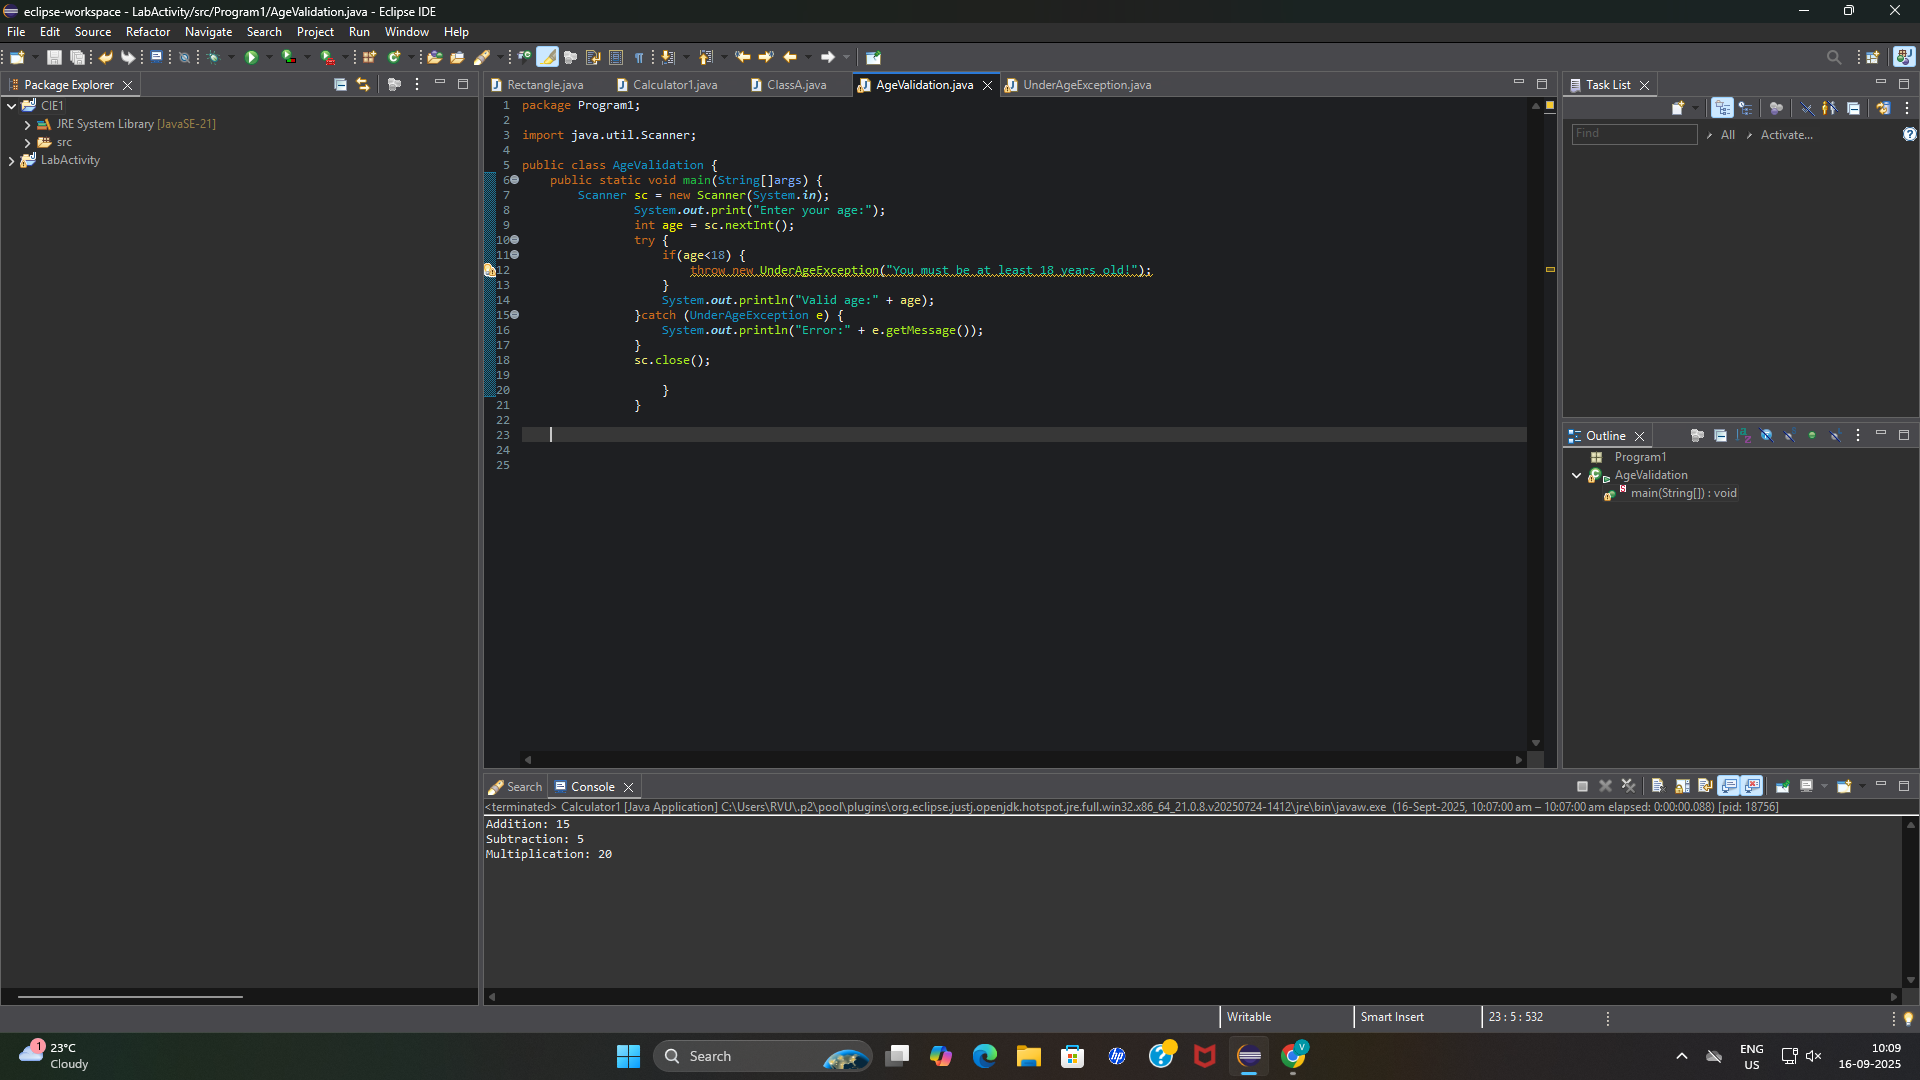 eclipse-workspace - LabActivity/src/Program1/AgeValidation.java - Eclipse IDE
File Edit Source Refactor Navigate Search Project Run Window Help
Package Explorer
CIE1
JRE System Library [JavaSE-21]
src
LabActivity
Rectangle.java Calculator1.java ClassA.java AgeValidation.java UnderAgeException.java
1 package Program1;
2
3 import java.util.Scanner;
4
5 public class AgeValidation {
6 public static void main(String[]args) {
7 Scanner sc = new Scanner(System.in);
8 System.out.print("Enter your age:");
9 int age = sc.nextInt();
10 try {
11 if(age<18) {
12 throw new UnderAgeException("You must be at least 18 years old!");
13 }
14 System.out.println("Valid age:" + age);
15 }catch (UnderAgeException e) {
16 System.out.println("Error:" + e.getMessage());
17 }
18 sc.close();
19
20 }
21 }
22
23
24
25
Task List
Find All Activate...
Outline
Program1
AgeValidation
main(String[]) : void
Search Console
<terminated> Calculator1 [Java Application] C:\Users\RVU\.p2\pool\plugins\org.eclipse.justj.openjdk.hotspot.jre.full.win32.x86_64_21.0.8.v20250724-1412\jre\bin\javaw.exe (16-Sept-2025, 10:07:00 am – 10:07:00 am elapsed: 0:00:00.088) [pid: 18756]
Addition: 15
Subtraction: 5
Multiplication: 20
Writable Smart Insert 23 : 5 : 532
1
23°C
Cloudy
Search
hp
V
ENG
US
10:09
16-09-2025